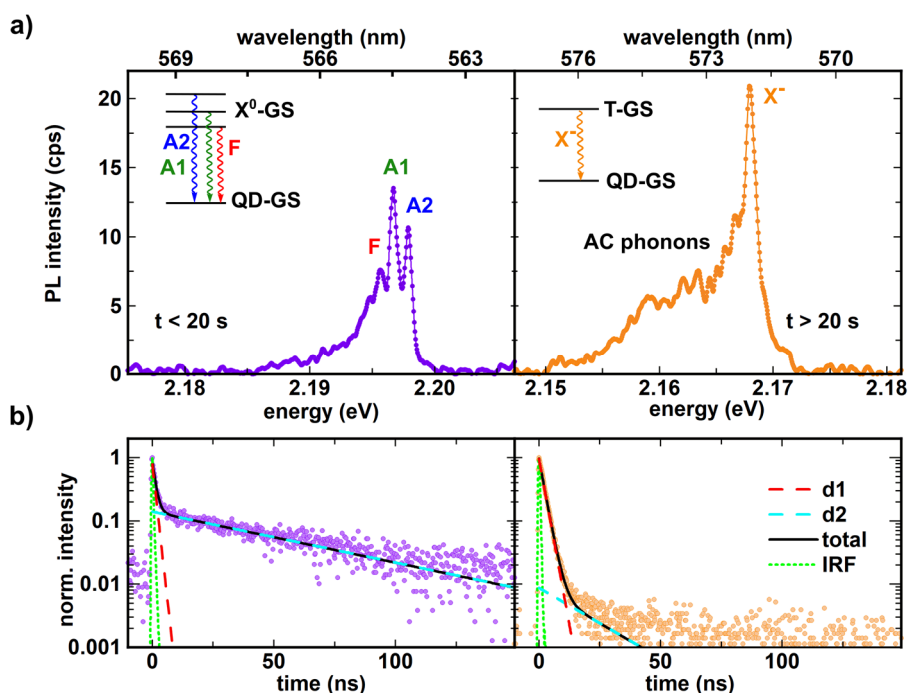 a)
wavelength (nm) wavelength (nm)
569 566 563 576 573 570
PL intensity (cps)
20
15
10
5
0
X⁰-GS
A2
A1
F
QD-GS
A1
A2
F
t < 20 s
T-GS
X⁻
QD-GS
X⁻
AC phonons
t > 20 s
2.18 2.19 2.20 2.15 2.16 2.17 2.18
energy (eV) energy (eV)
b)
norm. intensity
1
0.1
0.01
0.001
d1
d2
total
IRF
0 50 100 0 50 100
time (ns) time (ns)